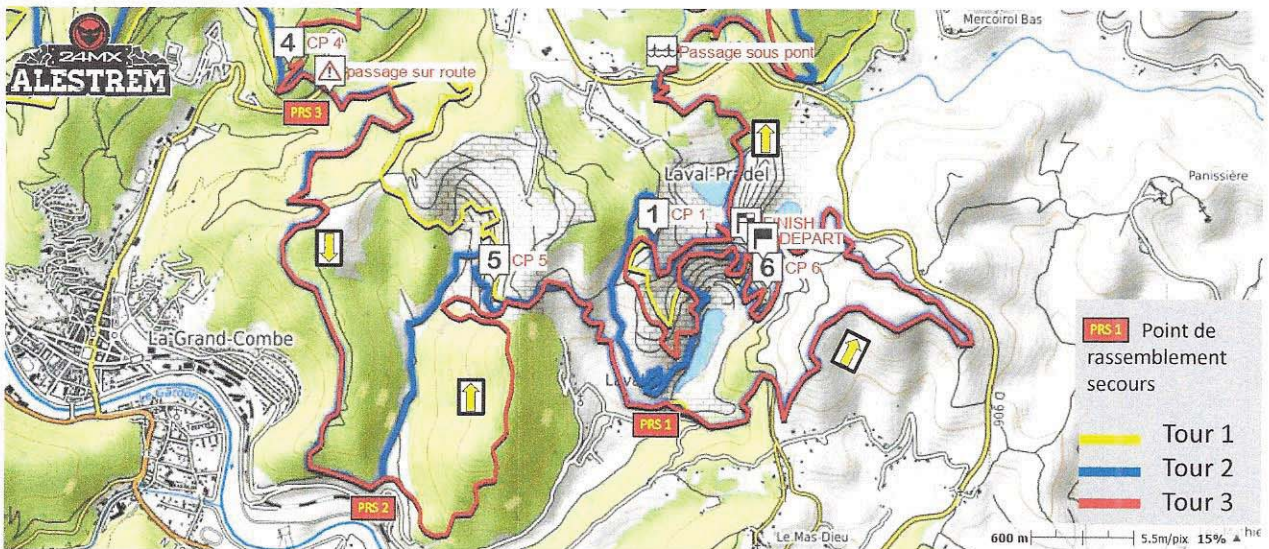 24MX
ALESTREM
4 CP 4
passage sur route
PRS 3
Passage sous pont
Mercoirol Bas
Panissière
Laval-Pradel
1 CP 1
FINISH
DEPART
5 CP 5
6 CP 6
La Grand-Combe
Le Gardon
Laval
PRS 1
PRS 2
D 906
Le Mas-Dieu
PRS 1 Point de
rassemblement
secours
Tour 1
Tour 2
Tour 3
600 m 5.5m/pix 15%